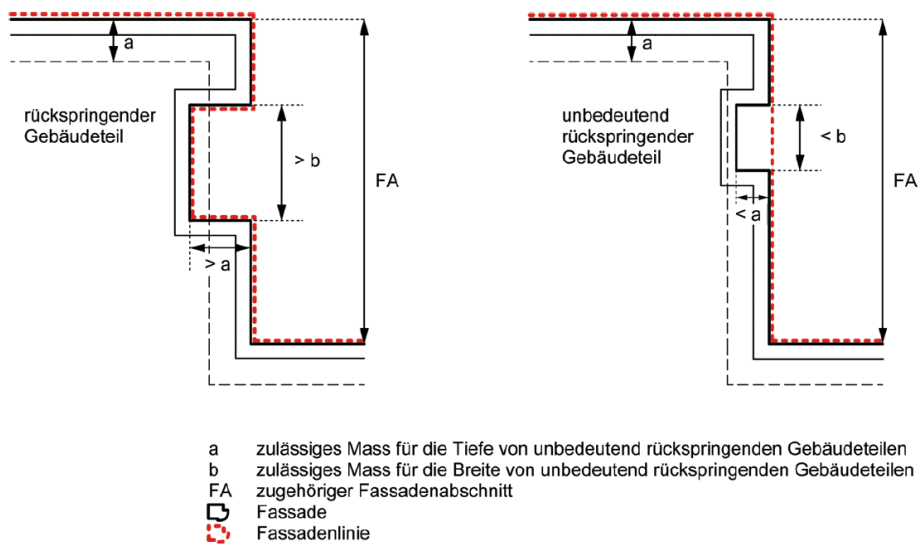 a
rückspringender
Gebäudeteil
> b
FA
> a
a
unbedeutend
rückspringender
Gebäudeteil
< b
FA
< a
a zulässiges Mass für die Tiefe von unbedeutend rückspringenden Gebäudeteilen
b zulässiges Mass für die Breite von unbedeutend rückspringenden Gebäudeteilen
FA zugehöriger Fassadenabschnitt
Fassade
Fassadenlinie